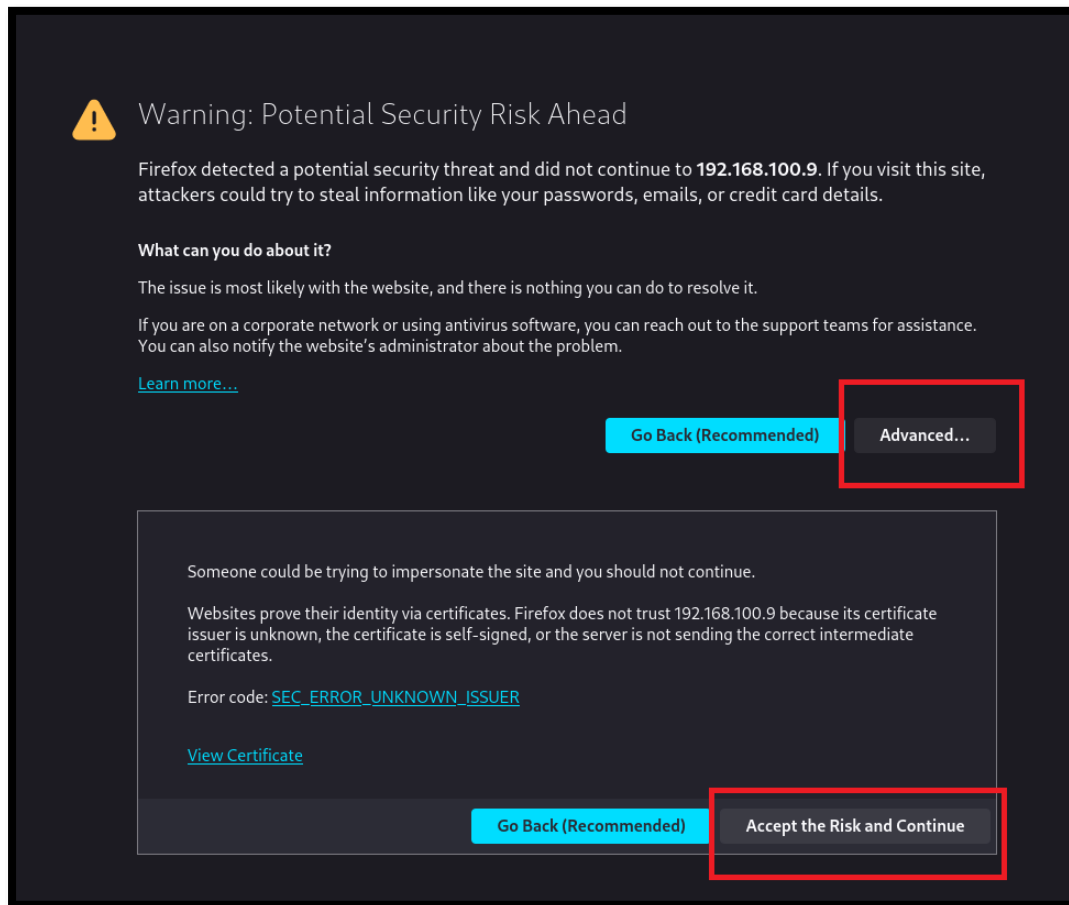 Warning: Potential Security Risk Ahead
Firefox detected a potential security threat and did not continue to 192.168.100.9. If you visit this site,
attackers could try to steal information like your passwords, emails, or credit card details.
What can you do about it?
The issue is most likely with the website, and there is nothing you can do to resolve it.
If you are on a corporate network or using antivirus software, you can reach out to the support teams for assistance.
You can also notify the website's administrator about the problem.
Learn more…
Go Back (Recommended) Advanced…
Someone could be trying to impersonate the site and you should not continue.
Websites prove their identity via certificates. Firefox does not trust 192.168.100.9 because its certificate
issuer is unknown, the certificate is self-signed, or the server is not sending the correct intermediate
certificates.
Error code: SEC_ERROR_UNKNOWN_ISSUER
View Certificate
Go Back (Recommended) Accept the Risk and Continue